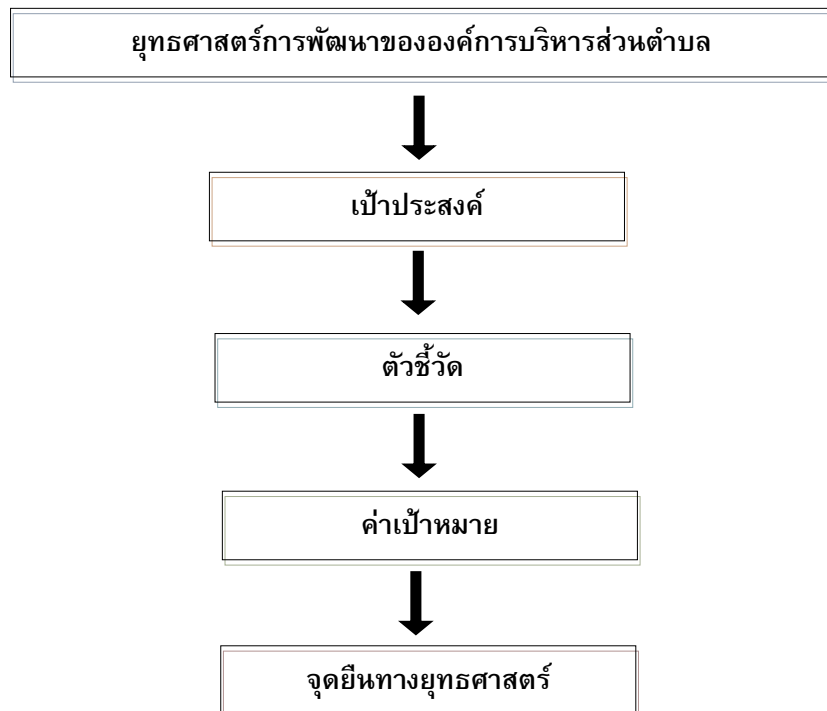 ยุทธศาสตร์การพัฒนาขององค์การบริหารส่วนตำบล
เป้าประสงค์
ตัวชี้วัด
ค่าเป้าหมาย
จุดยืนทางยุทธศาสตร์